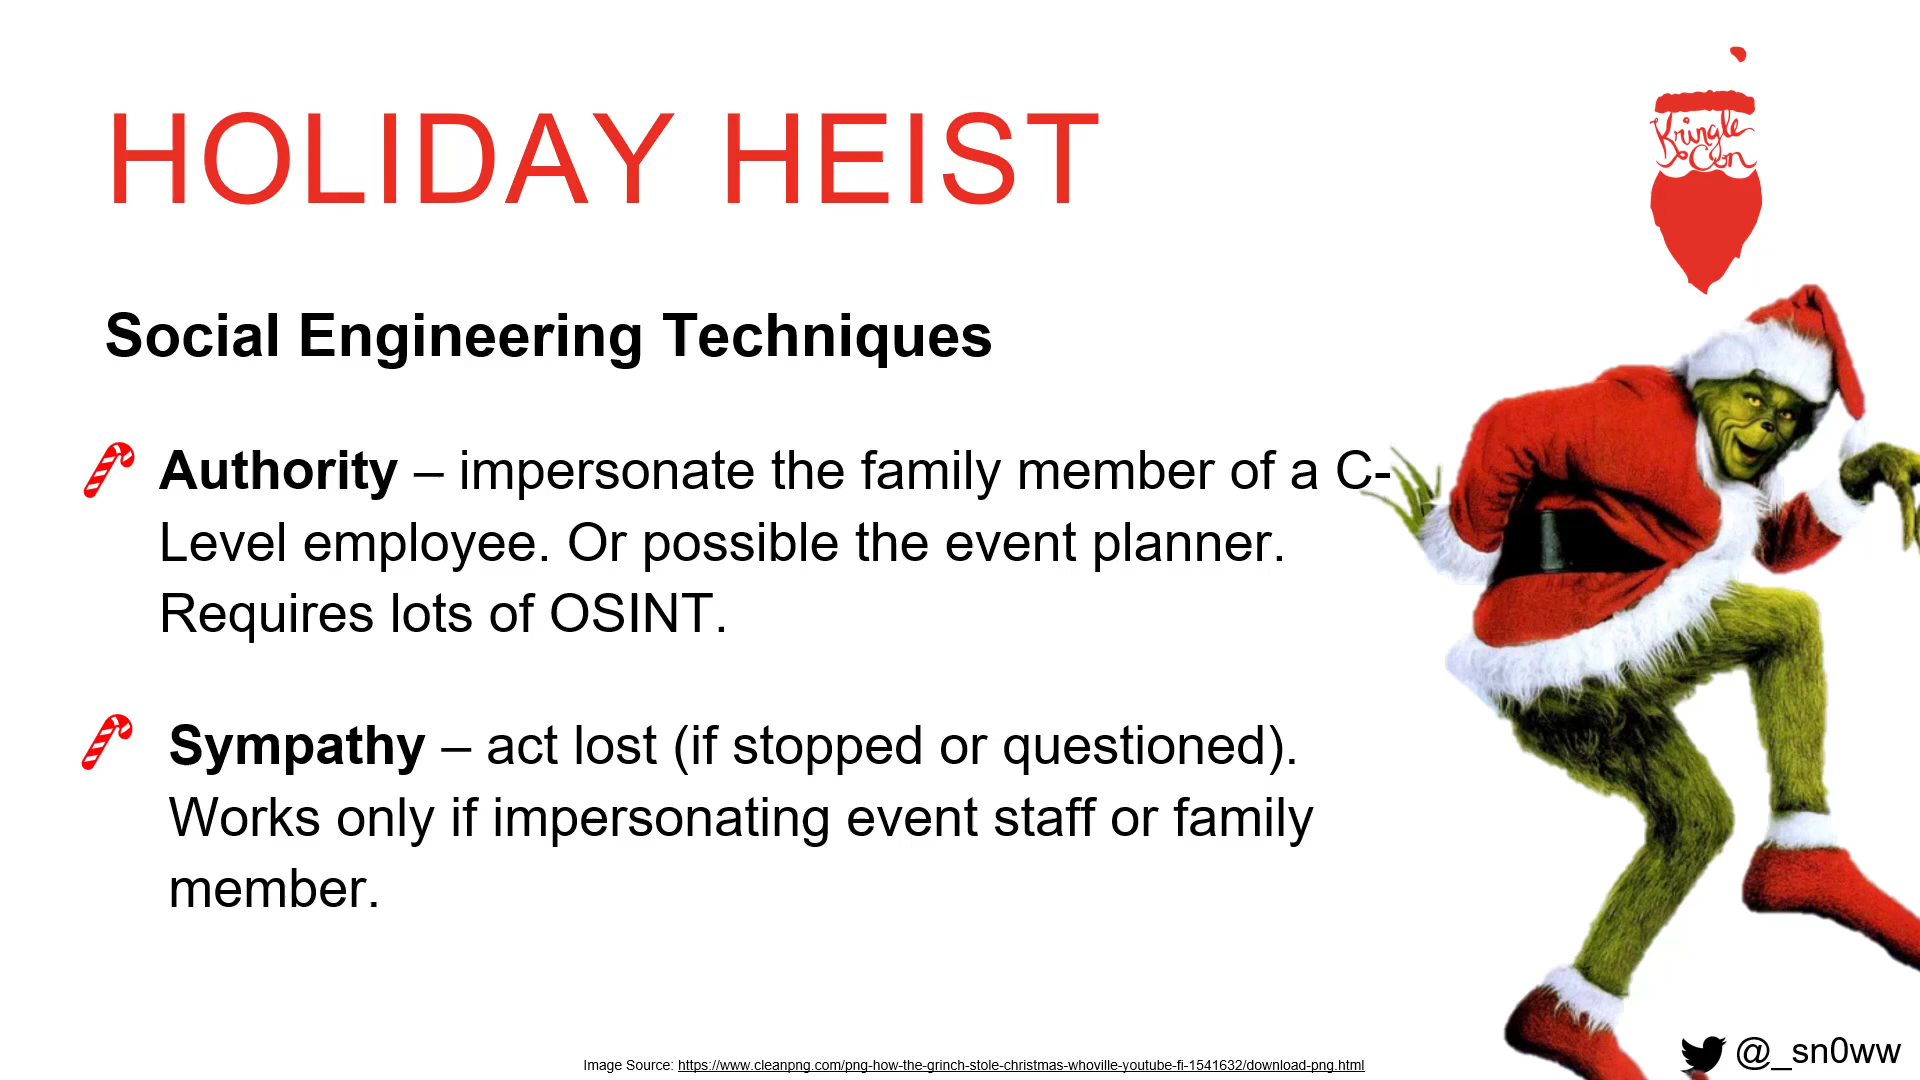 HOLIDAY HEIST
Kringle
Con
Social Engineering Techniques
Authority – impersonate the family member of a C-
Level employee. Or possible the event planner.
Requires lots of OSINT.
Sympathy – act lost (if stopped or questioned).
Works only if impersonating event staff or family
member.
Image Source: https://www.cleanpng.com/png-how-the-grinch-stole-christmas-whoville-youtube-fi-1541632/download-png.html
@_sn0ww